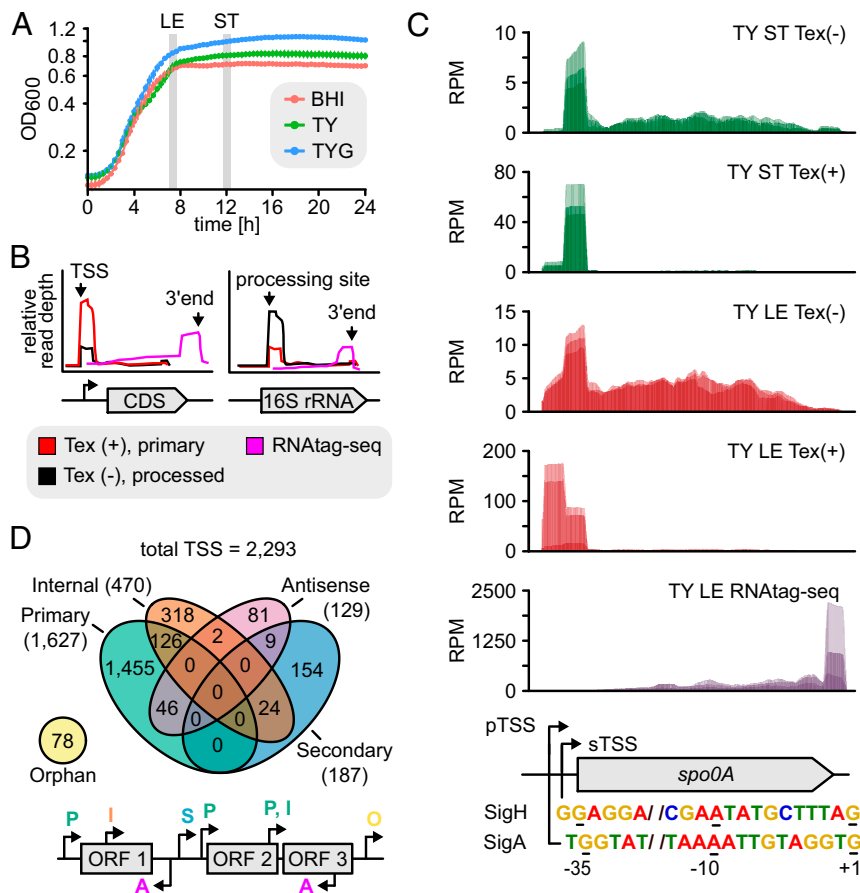 A
LE ST
1.2
0.8
0.6
0.4
0.2
OD600
BHI
TY
TYG
0 4 8 12 16 20 24
time [h]
B
TSS
3'end
processing site
3'end
relative
read depth
CDS
16S rRNA
Tex (+), primary
RNAtag-seq
Tex (-), processed
C
TY ST Tex(-)
10
5
0
RPM
TY ST Tex(+)
80
40
0
RPM
TY LE Tex(-)
15
10
5
0
RPM
TY LE Tex(+)
200
100
0
RPM
TY LE RNAtag-seq
2500
1250
0
RPM
pTSS
sTSS
spo0A
SigH GGAGGA//CGAATATGCTTTAG
SigA TGGTAT//TAAAATTGTAGGTG
-35 -10 +1
D
total TSS = 2,293
Internal (470)
Antisense
(129)
Primary
(1,627)
318
81
126
2
9
1,455
0
0
154
0
46
24
0
0
0
78
Orphan
Secondary
(187)
P I S P P, I O
ORF 1 ORF 2 ORF 3
A A